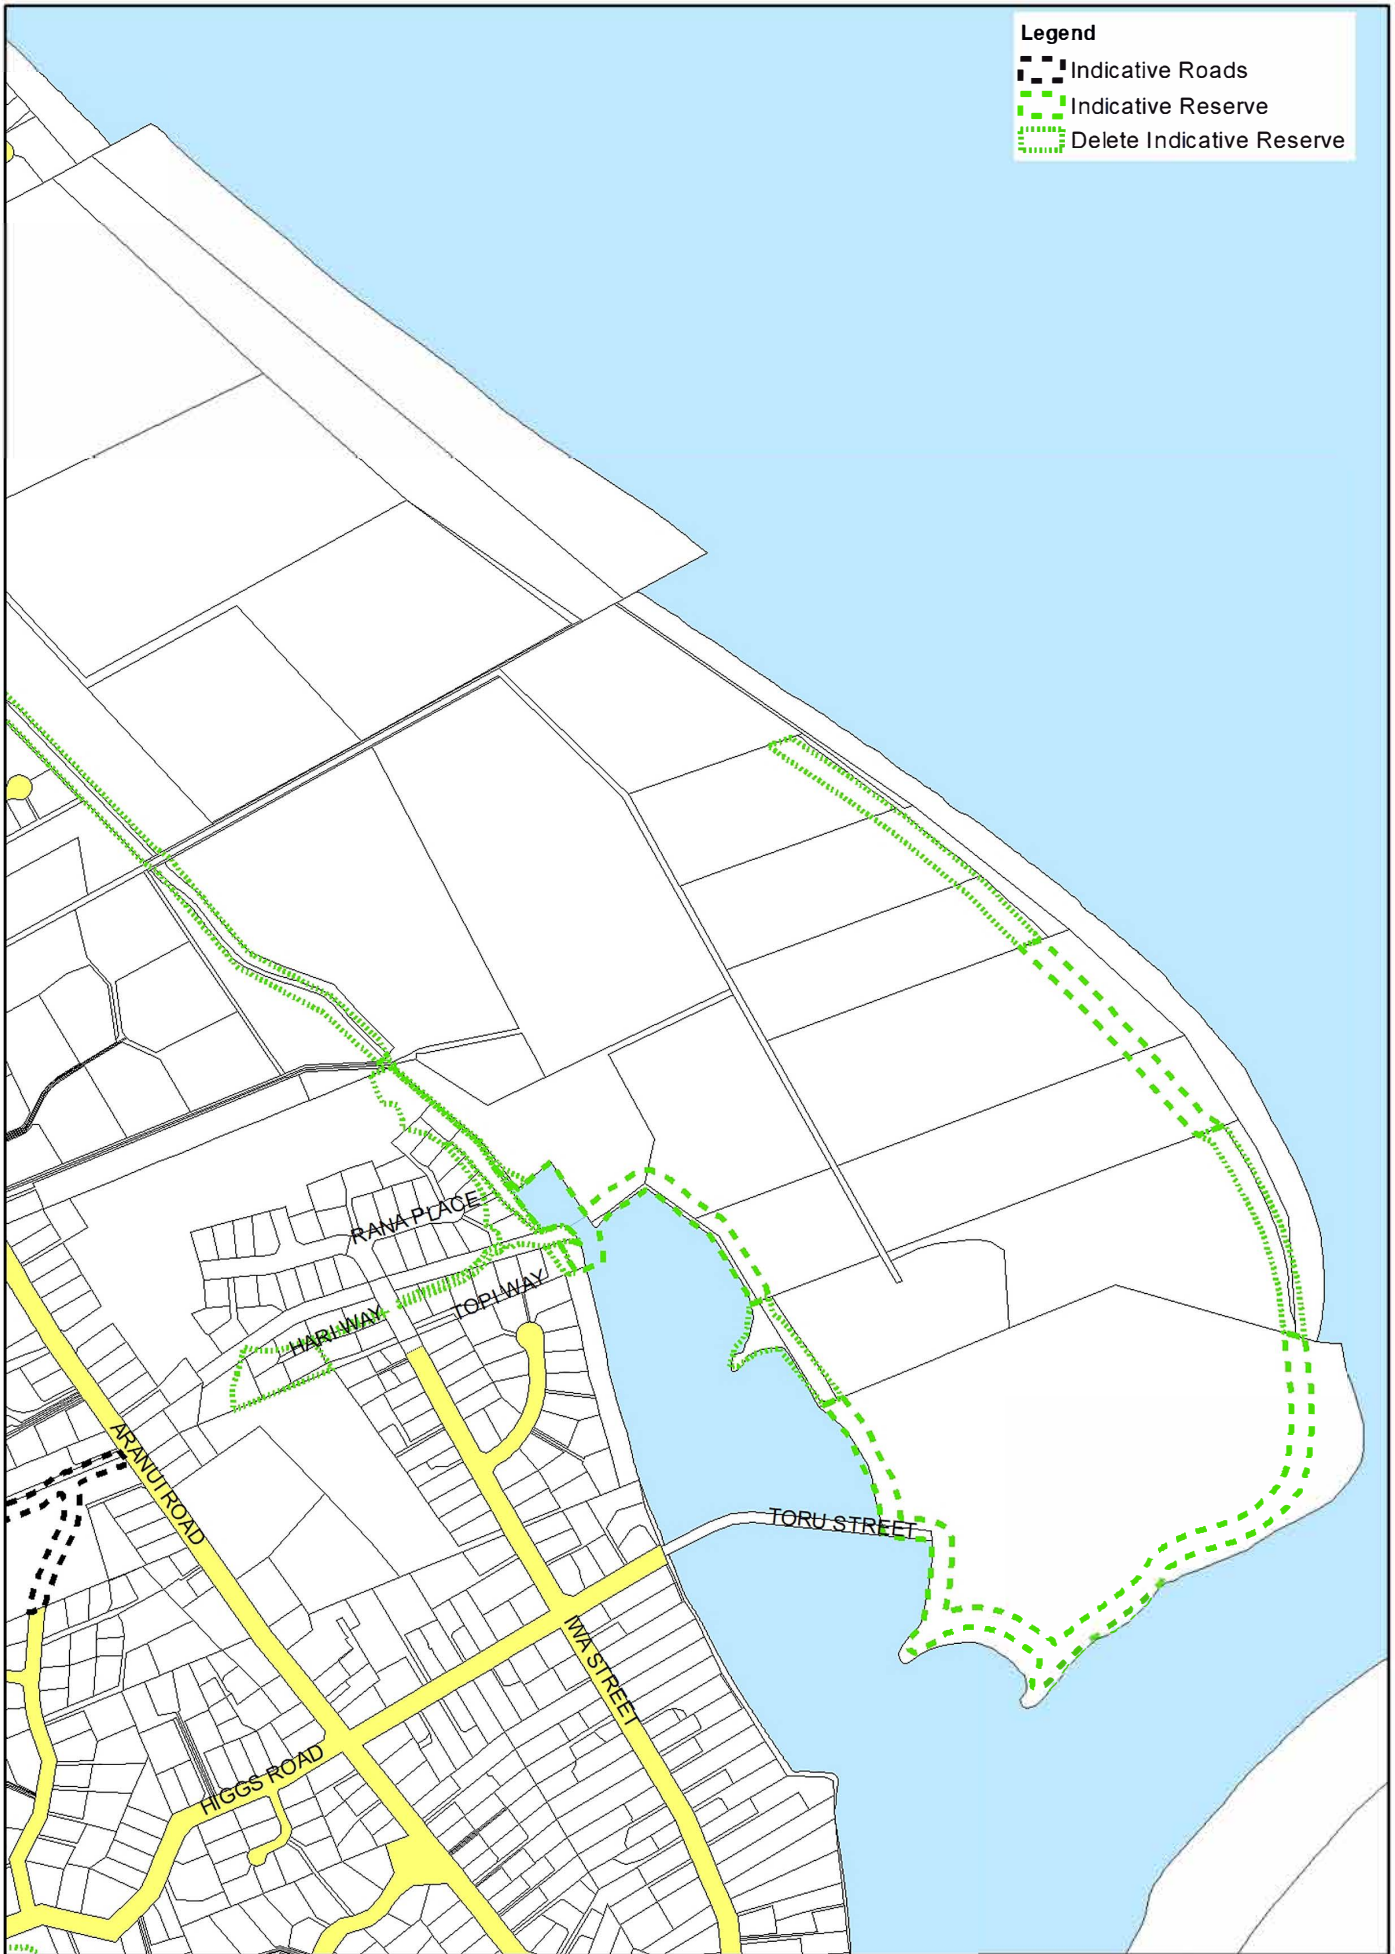 Legend
Indicative Roads
Indicative Reserve
Delete Indicative Reserve
RANA PLACE
TOPI WAY
HARI WAY
ARANUI ROAD
TORU STREET
IWA STREET
HIGGS ROAD